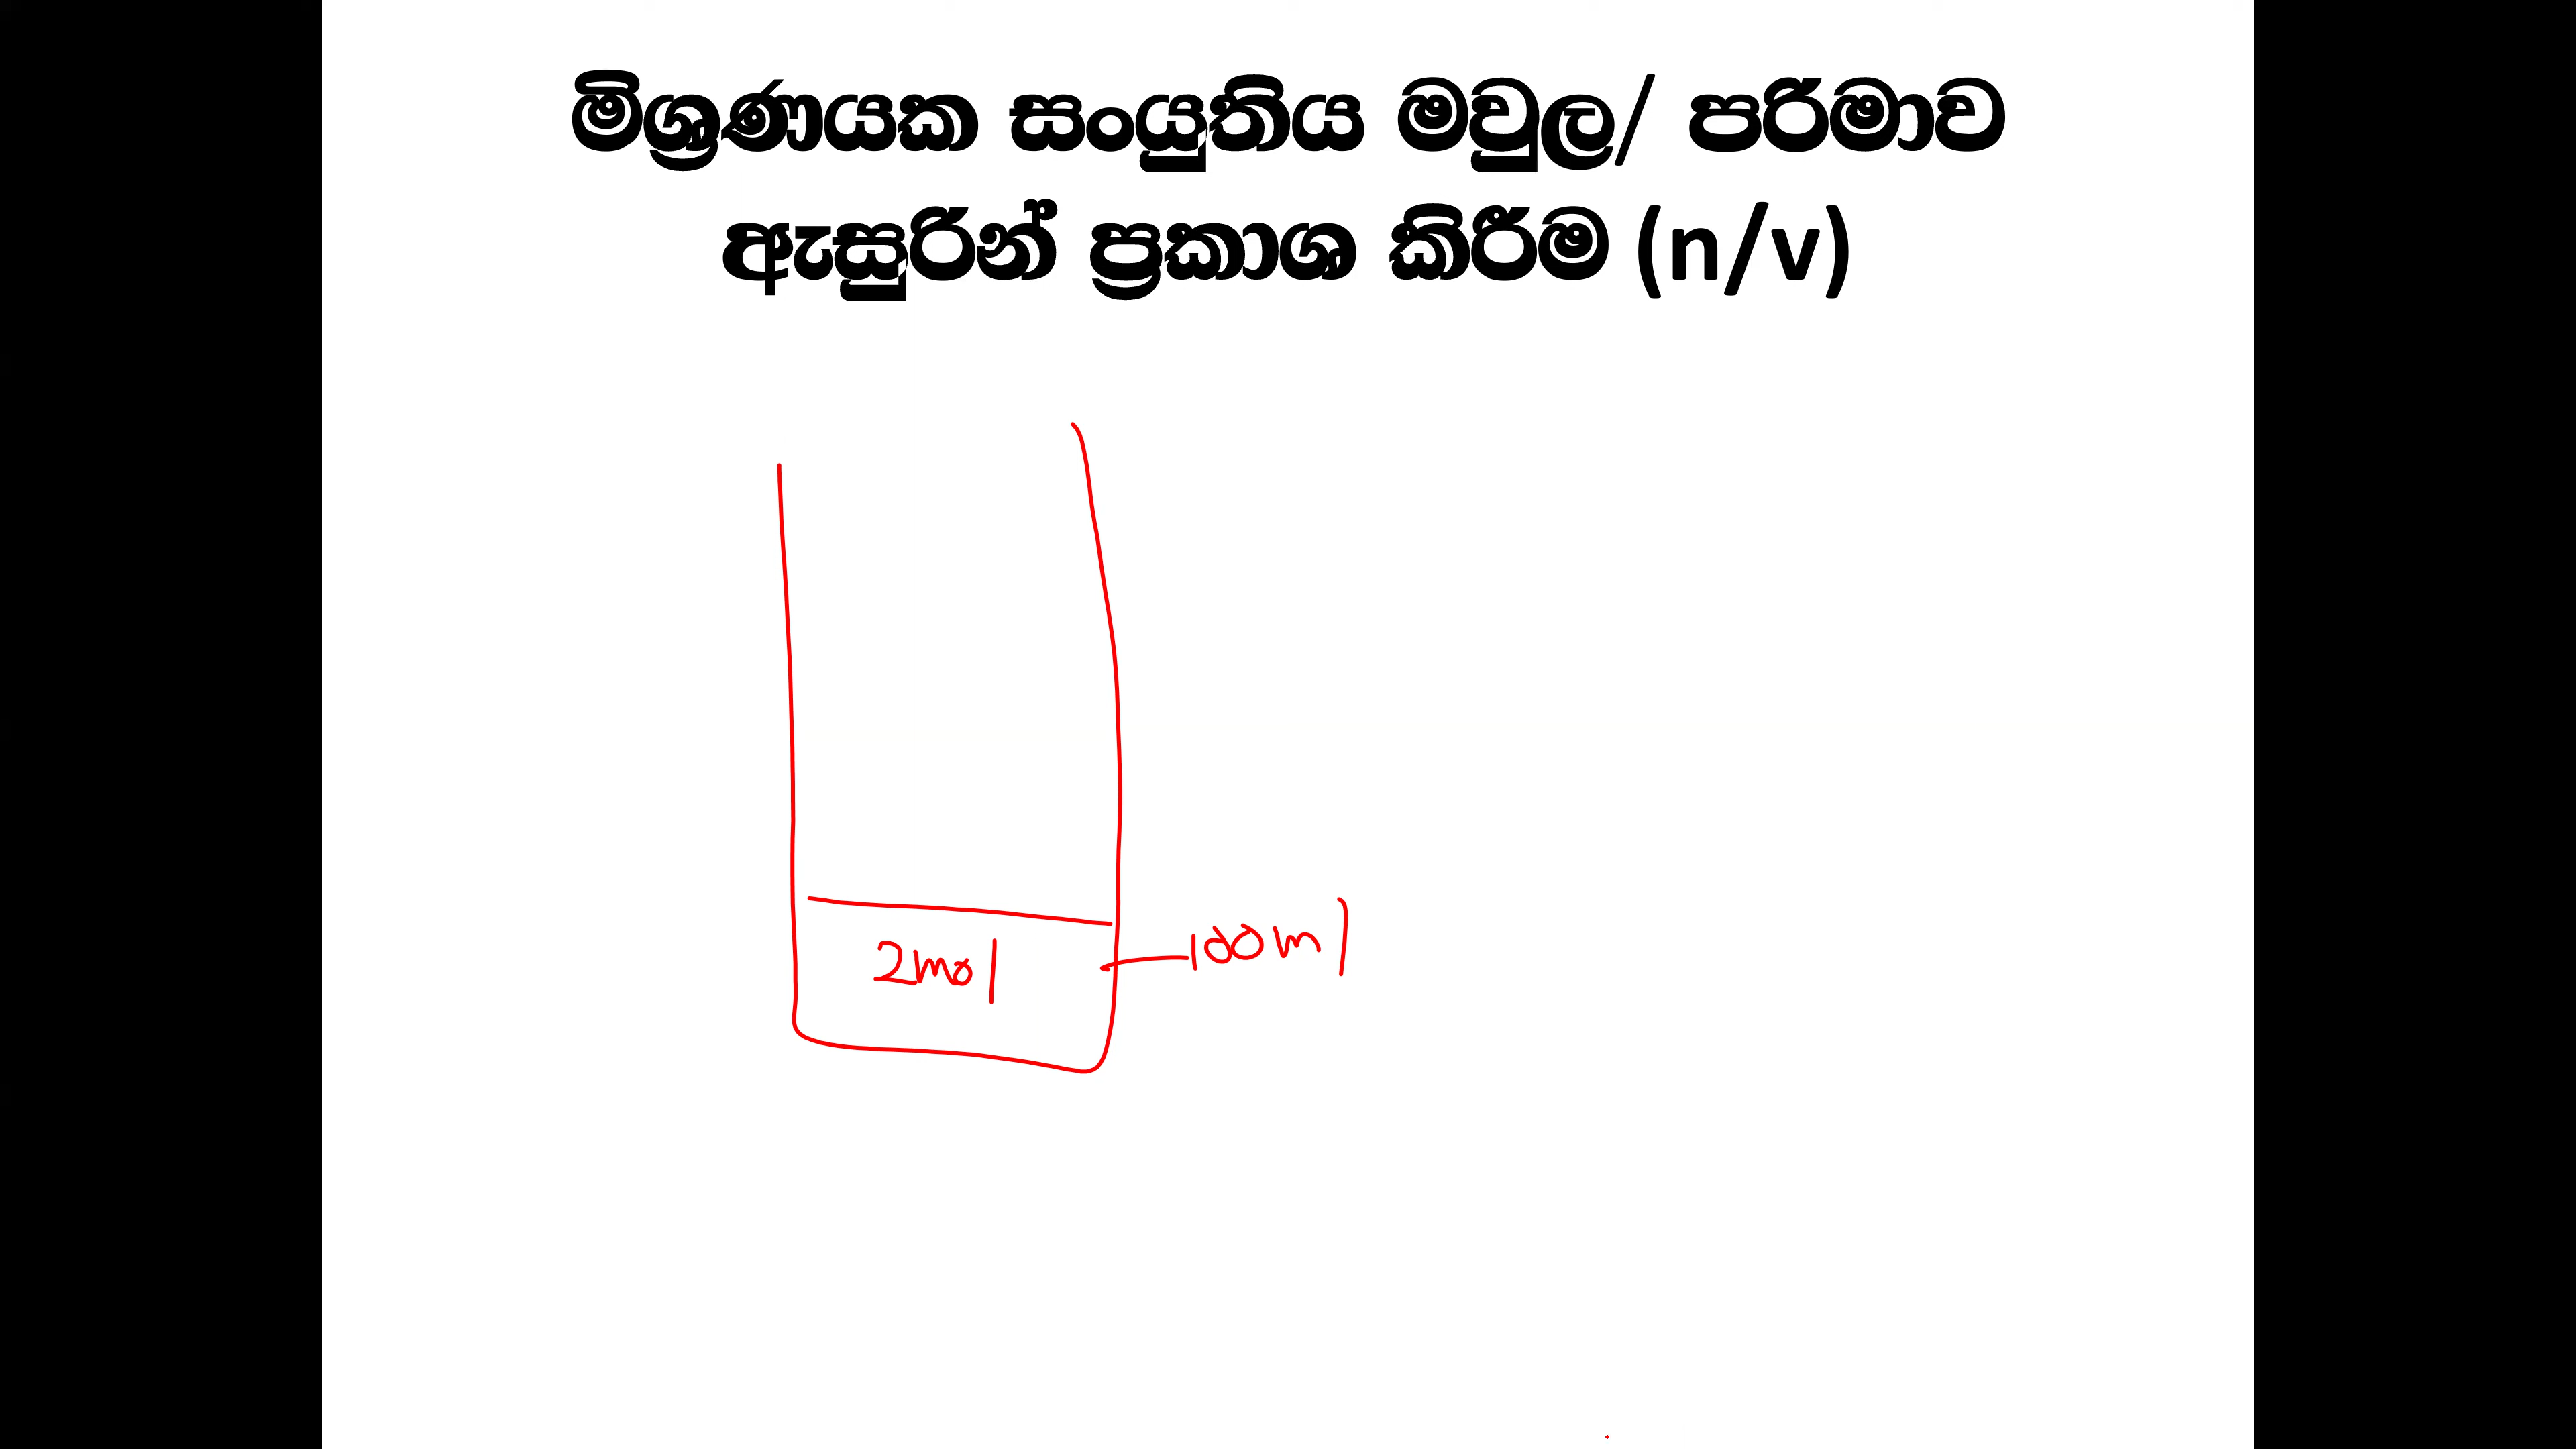 මිශ්‍රණයක සංයුතිය මවුල/ පරිමාව
ඇසුරින් ප්‍රකාශ කිරීම (n/v)
2mol
100ml